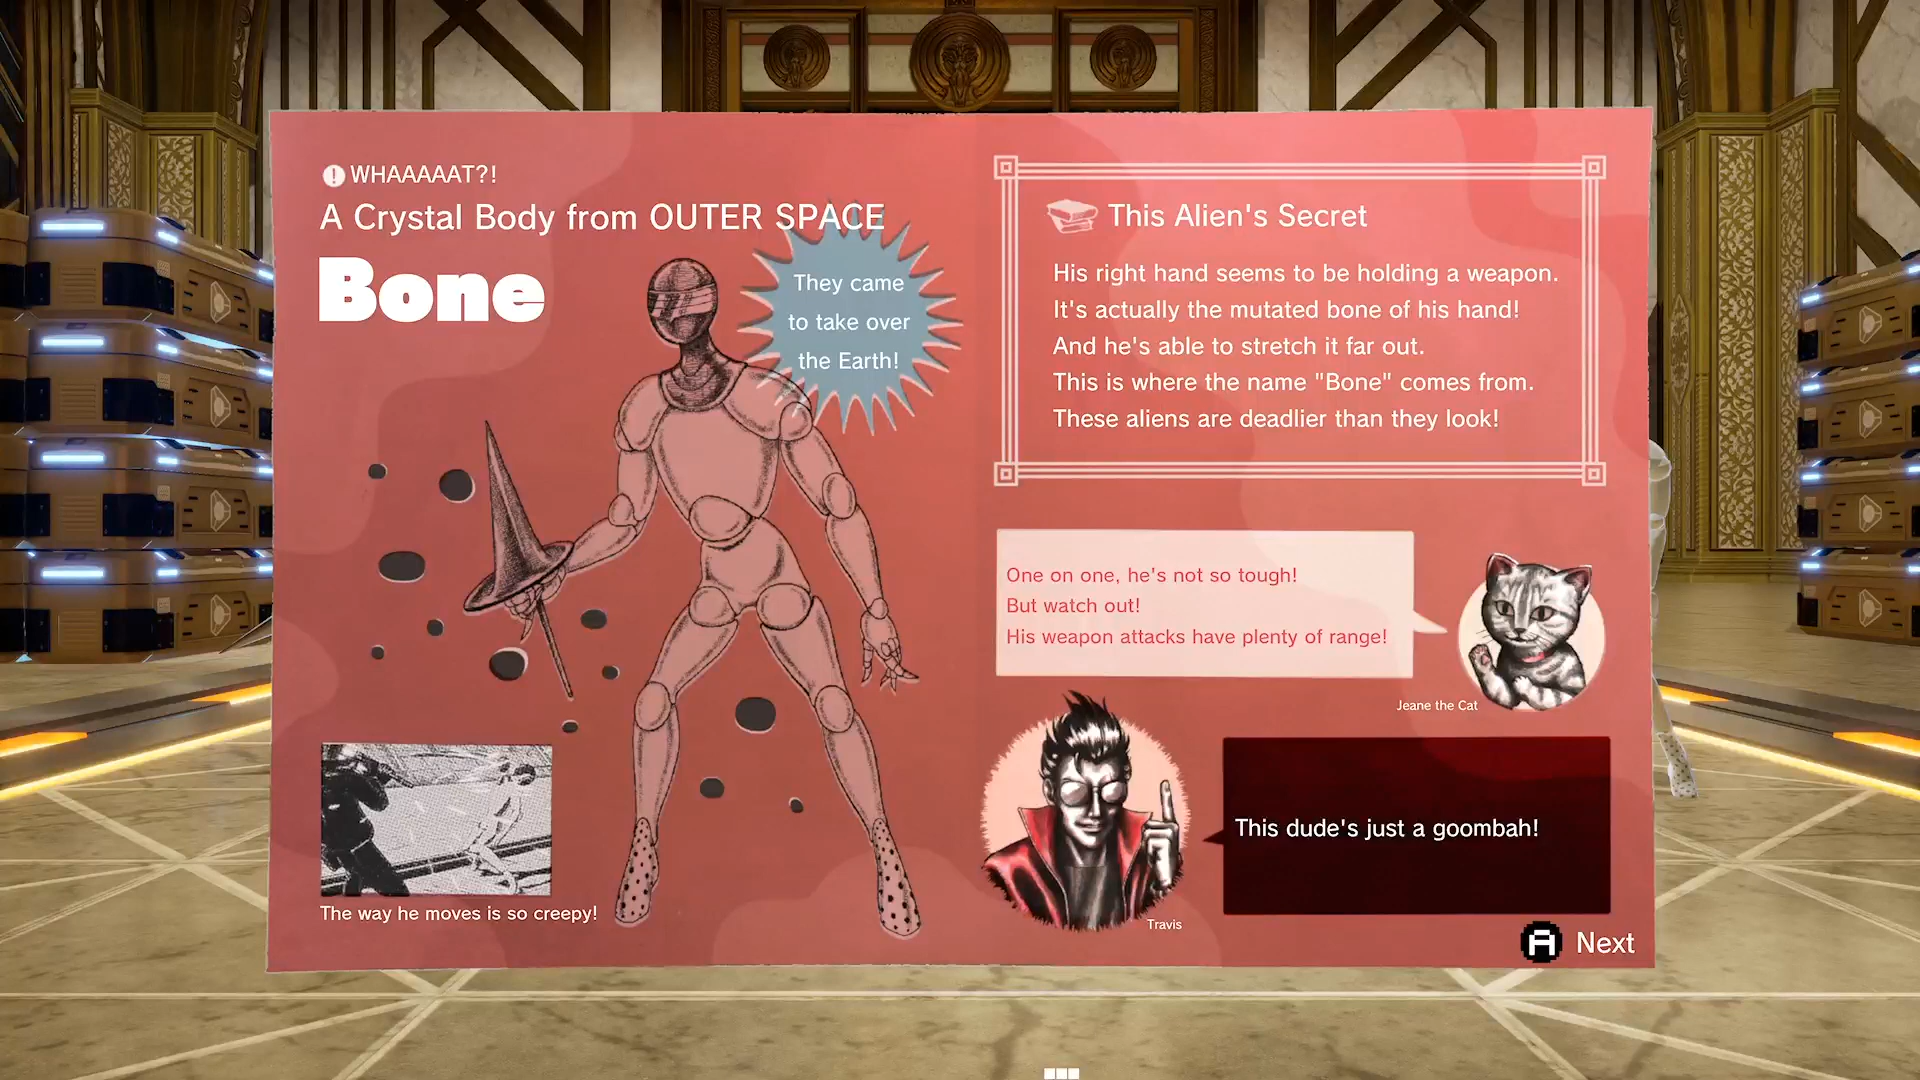 WHAAAAAT?!
A Crystal Body from OUTER SPACE
Bone
They came
to take over
the Earth!
The way he moves is so creepy!
This Alien's Secret
His right hand seems to be holding a weapon.
It's actually the mutated bone of his hand!
And he's able to stretch it far out.
This is where the name "Bone" comes from.
These aliens are deadlier than they look!
One on one, he's not so tough!
But watch out!
His weapon attacks have plenty of range!
Jeane the Cat
This dude's just a goombah!
Travis
A Next